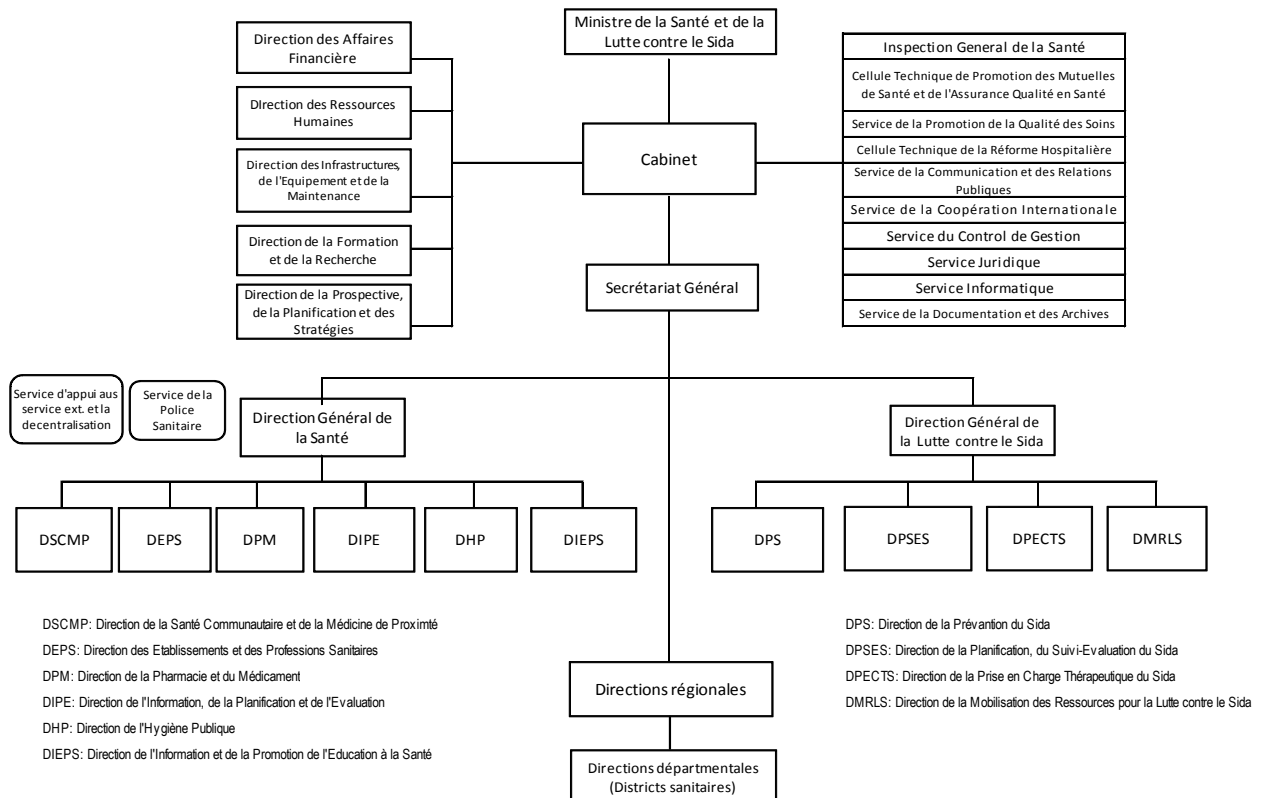 Ministre de la Santé et de la
Lutte contre le Sida
Direction des Affaires
Financière
DIrection des Ressources
Humaines
Direction des Infrastructures,
de l'Equipement et de la
Maintenance
Direction de la Formation
et de la Recherche
Direction de la Prospective,
de la Planification et des
Stratégies
Cabinet
Secrétariat Général
Inspection General de la Santé
Cellule Technique de Promotion des Mutuelles
de Santé et de l'Assurance Qualité en Santé
Service de la Promotion de la Qualité des Soins
Cellule Technique de la Réforme Hospitalière
Service de la Communication et des Relations
Publiques
Service de la Coopération Internationale
Service du Control de Gestion
Service Juridique
Service Informatique
Service de la Documentation et des Archives
Service d'appui aus
service ext. et la
decentralisation
Service de la
Police
Sanitaire
Direction Général de
la Santé
Direction Général de
la Lutte contre le Sida
DSCMP
DEPS
DPM
DIPE
DHP
DIEPS
DPS
DPSES
DPECTS
DMRLS
DSCMP: Direction de la Santé Communautaire et de la Médicine de Proximté
DEPS: Direction des Etablissements et des Professions Sanitaires
DPM: Direction de la Pharmacie et du Médicament
DIPE: Direction de l'Information, de la Planification et de l'Evaluation
DHP: Direction de l'Hygiène Publique
DIEPS: Direction de l'Information et de la Promotion de l'Education à la Santé
DPS: Direction de la Prévantion du Sida
DPSES: Direction de la Planification, du Suivi-Evaluation du Sida
DPECTS: Direction de la Prise en Charge Thérapeutique du Sida
DMRLS: Direction de la Mobilisation des Ressources pour la Lutte contre le Sida
Directions régionales
Directions départmentales
(Districts sanitaires)